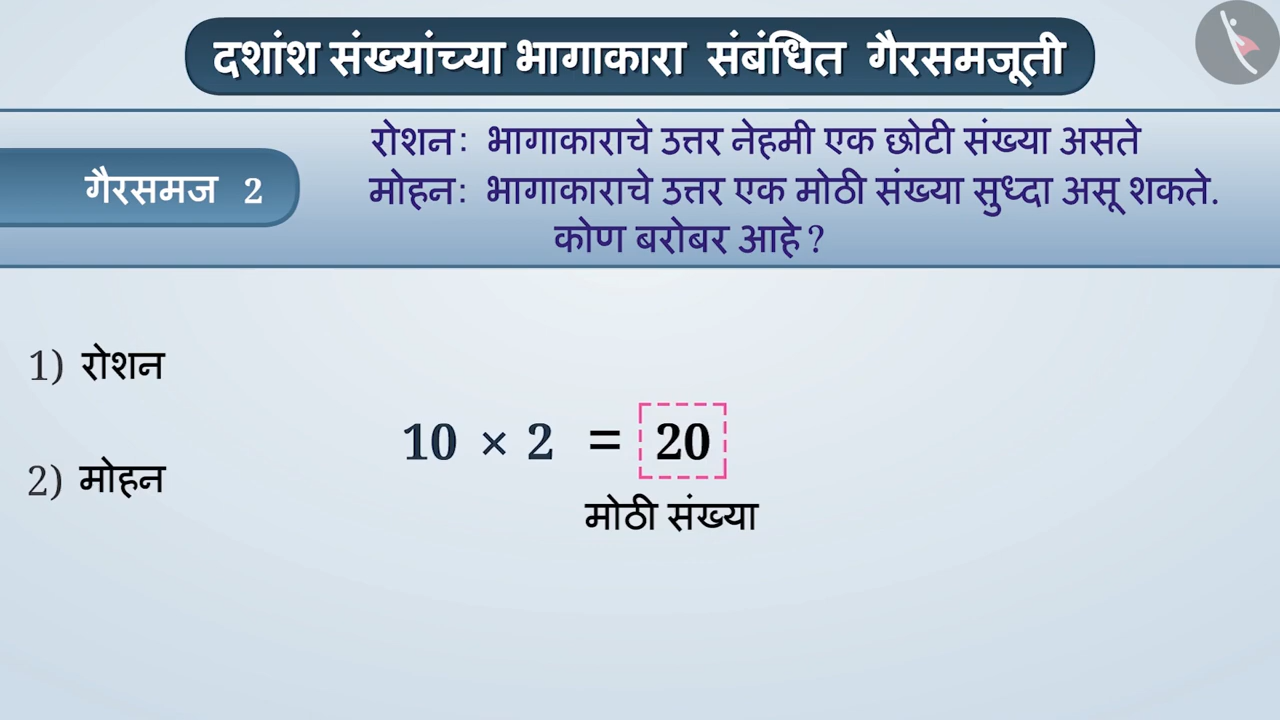 दशांश संख्यांच्या भागाकारा संबंधित गैरसमजूती
गैरसमज 2
रोशन: भागाकाराचे उत्तर नेहमी एक छोटी संख्या असते
मोहन: भागाकाराचे उत्तर एक मोठी संख्या सुध्दा असू शकते.
कोण बरोबर आहे ?
1) रोशन
10 × 2 = 20
2) मोहन
मोठी संख्या